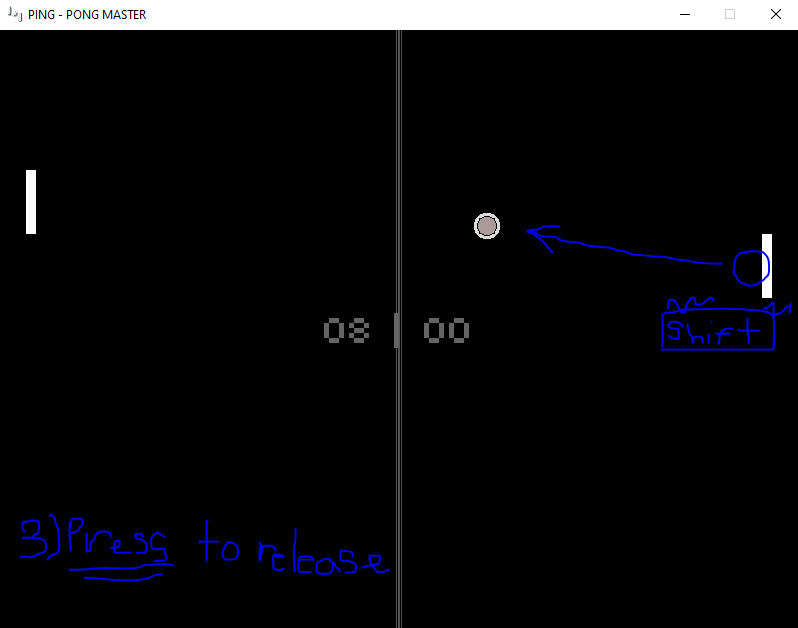 PING - PONG MASTER
08 00
shift
3) Press to release